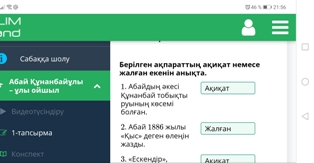 46 % 21:56
LIM
and
Сабаққа шолу
Абай Құнанбайұлы
– ұлы ойшыл
Видеотүсіндіру
1-тапсырма
Конспект
Берілген ақпараттың ақиқат немесе
жалған екенін анықта.
1. Абайдың әкесі
Құнанбай тобықты
руының көсемі
болған.
Ақиқат
2. Абай 1886 жылы
«Қыс» деген өлеңін
жазды.
Жалған
3. «Ескендір»,
Ақиқат